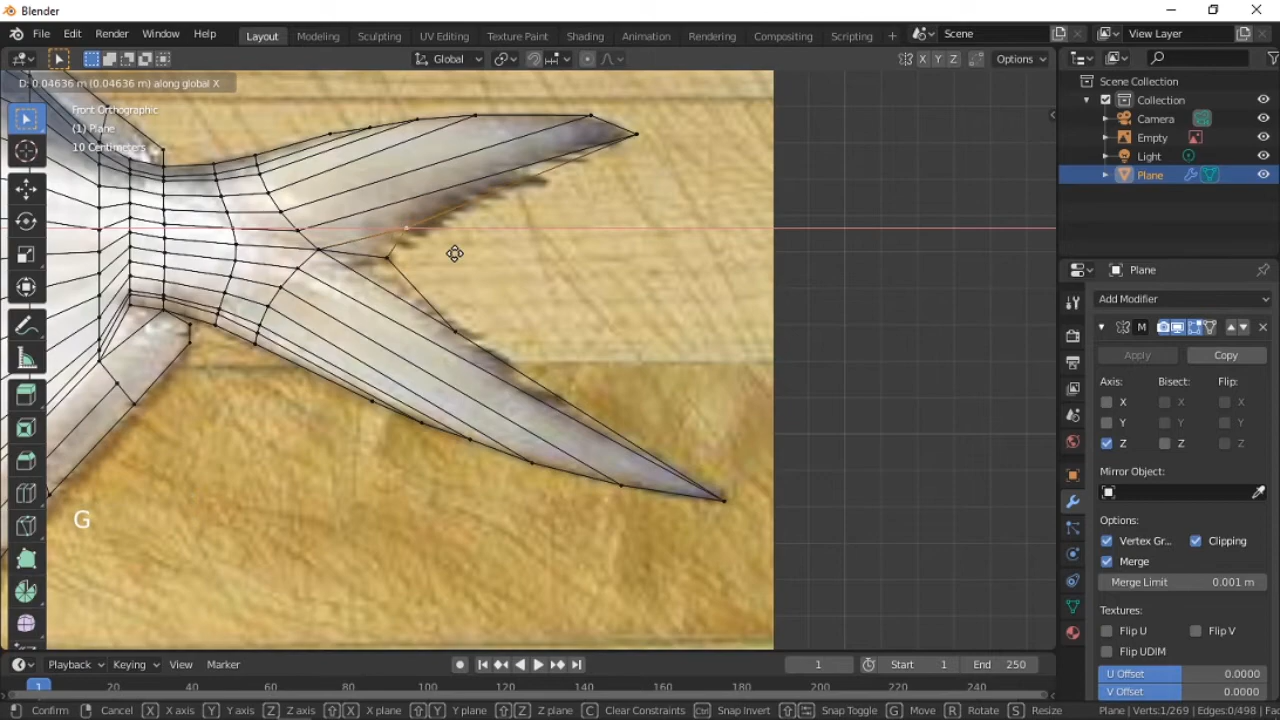 Blender
File Edit Render Window Help Layout Modeling Sculpting UV Editing Texture Paint Shading Animation Rendering Compositing Scripting + Scene View Layer
Global X Y Z Options
D: 0.04636 m (0.04636 m) along global X
Front Orthographic
(1) Plane
10 Centimeters
G
Scene Collection
Collection
Camera
Empty
Light
Plane
Plane
Add Modifier
M
Apply Copy
Axis: Bisect: Flip:
X X X
Y Y Y
Z Z Z
Mirror Object:
Options:
Vertex Gr... Clipping
Merge
Merge Limit 0.001 m
Textures:
Flip U Flip V
Flip UDIM
U Offset 0.0000
V Offset 0.0000
Playback Keying View Marker 1 Start 1 End 250
1 20 40 60 80 100 120 140 160 180 200 220 240
Confirm Cancel X X axis Y Y axis Z Z axis X X plane Y Y plane Z Z plane C Clear Constraints Ctrl Snap Invert Snap Toggle G Move R Rotate S Resize Plane | Verts:1/269 | Edges:0/498 | Fac